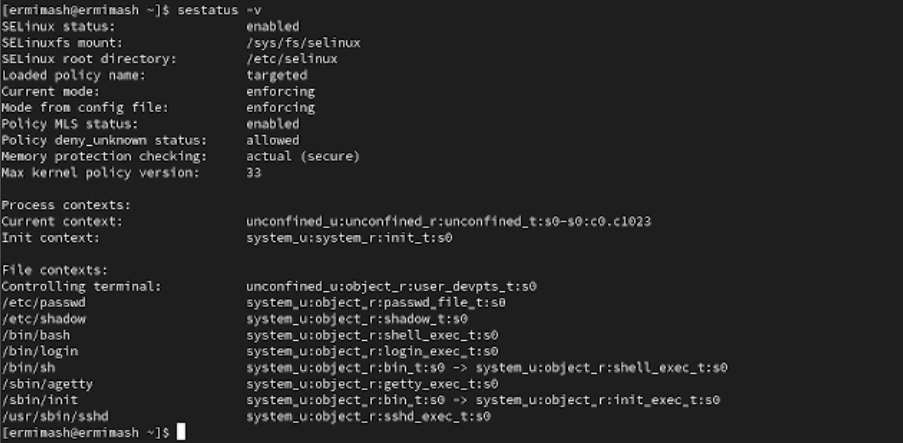 [ermimash@ermimash ~]$ sestatus -v
SELinux status: enabled
SELinuxfs mount: /sys/fs/selinux
SELinux root directory: /etc/selinux
Loaded policy name: targeted
Current mode: enforcing
Mode from config file: enforcing
Policy MLS status: enabled
Policy deny_unknown status: allowed
Memory protection checking: actual (secure)
Max kernel policy version: 33
Process contexts:
Current context: unconfined_u:unconfined_r:unconfined_t:s0-s0:c0.c1023
Init context: system_u:system_r:init_t:s0
File contexts:
Controlling terminal: unconfined_u:object_r:user_devpts_t:s0
/etc/passwd system_u:object_r:passwd_file_t:s0
/etc/shadow system_u:object_r:shadow_t:s0
/bin/bash system_u:object_r:shell_exec_t:s0
/bin/login system_u:object_r:login_exec_t:s0
/bin/sh system_u:object_r:bin_t:s0 -> system_u:object_r:shell_exec_t:s0
/sbin/agetty system_u:object_r:getty_exec_t:s0
/sbin/init system_u:object_r:bin_t:s0 -> system_u:object_r:init_exec_t:s0
/usr/sbin/sshd system_u:object_r:sshd_exec_t:s0
[ermimash@ermimash ~]$